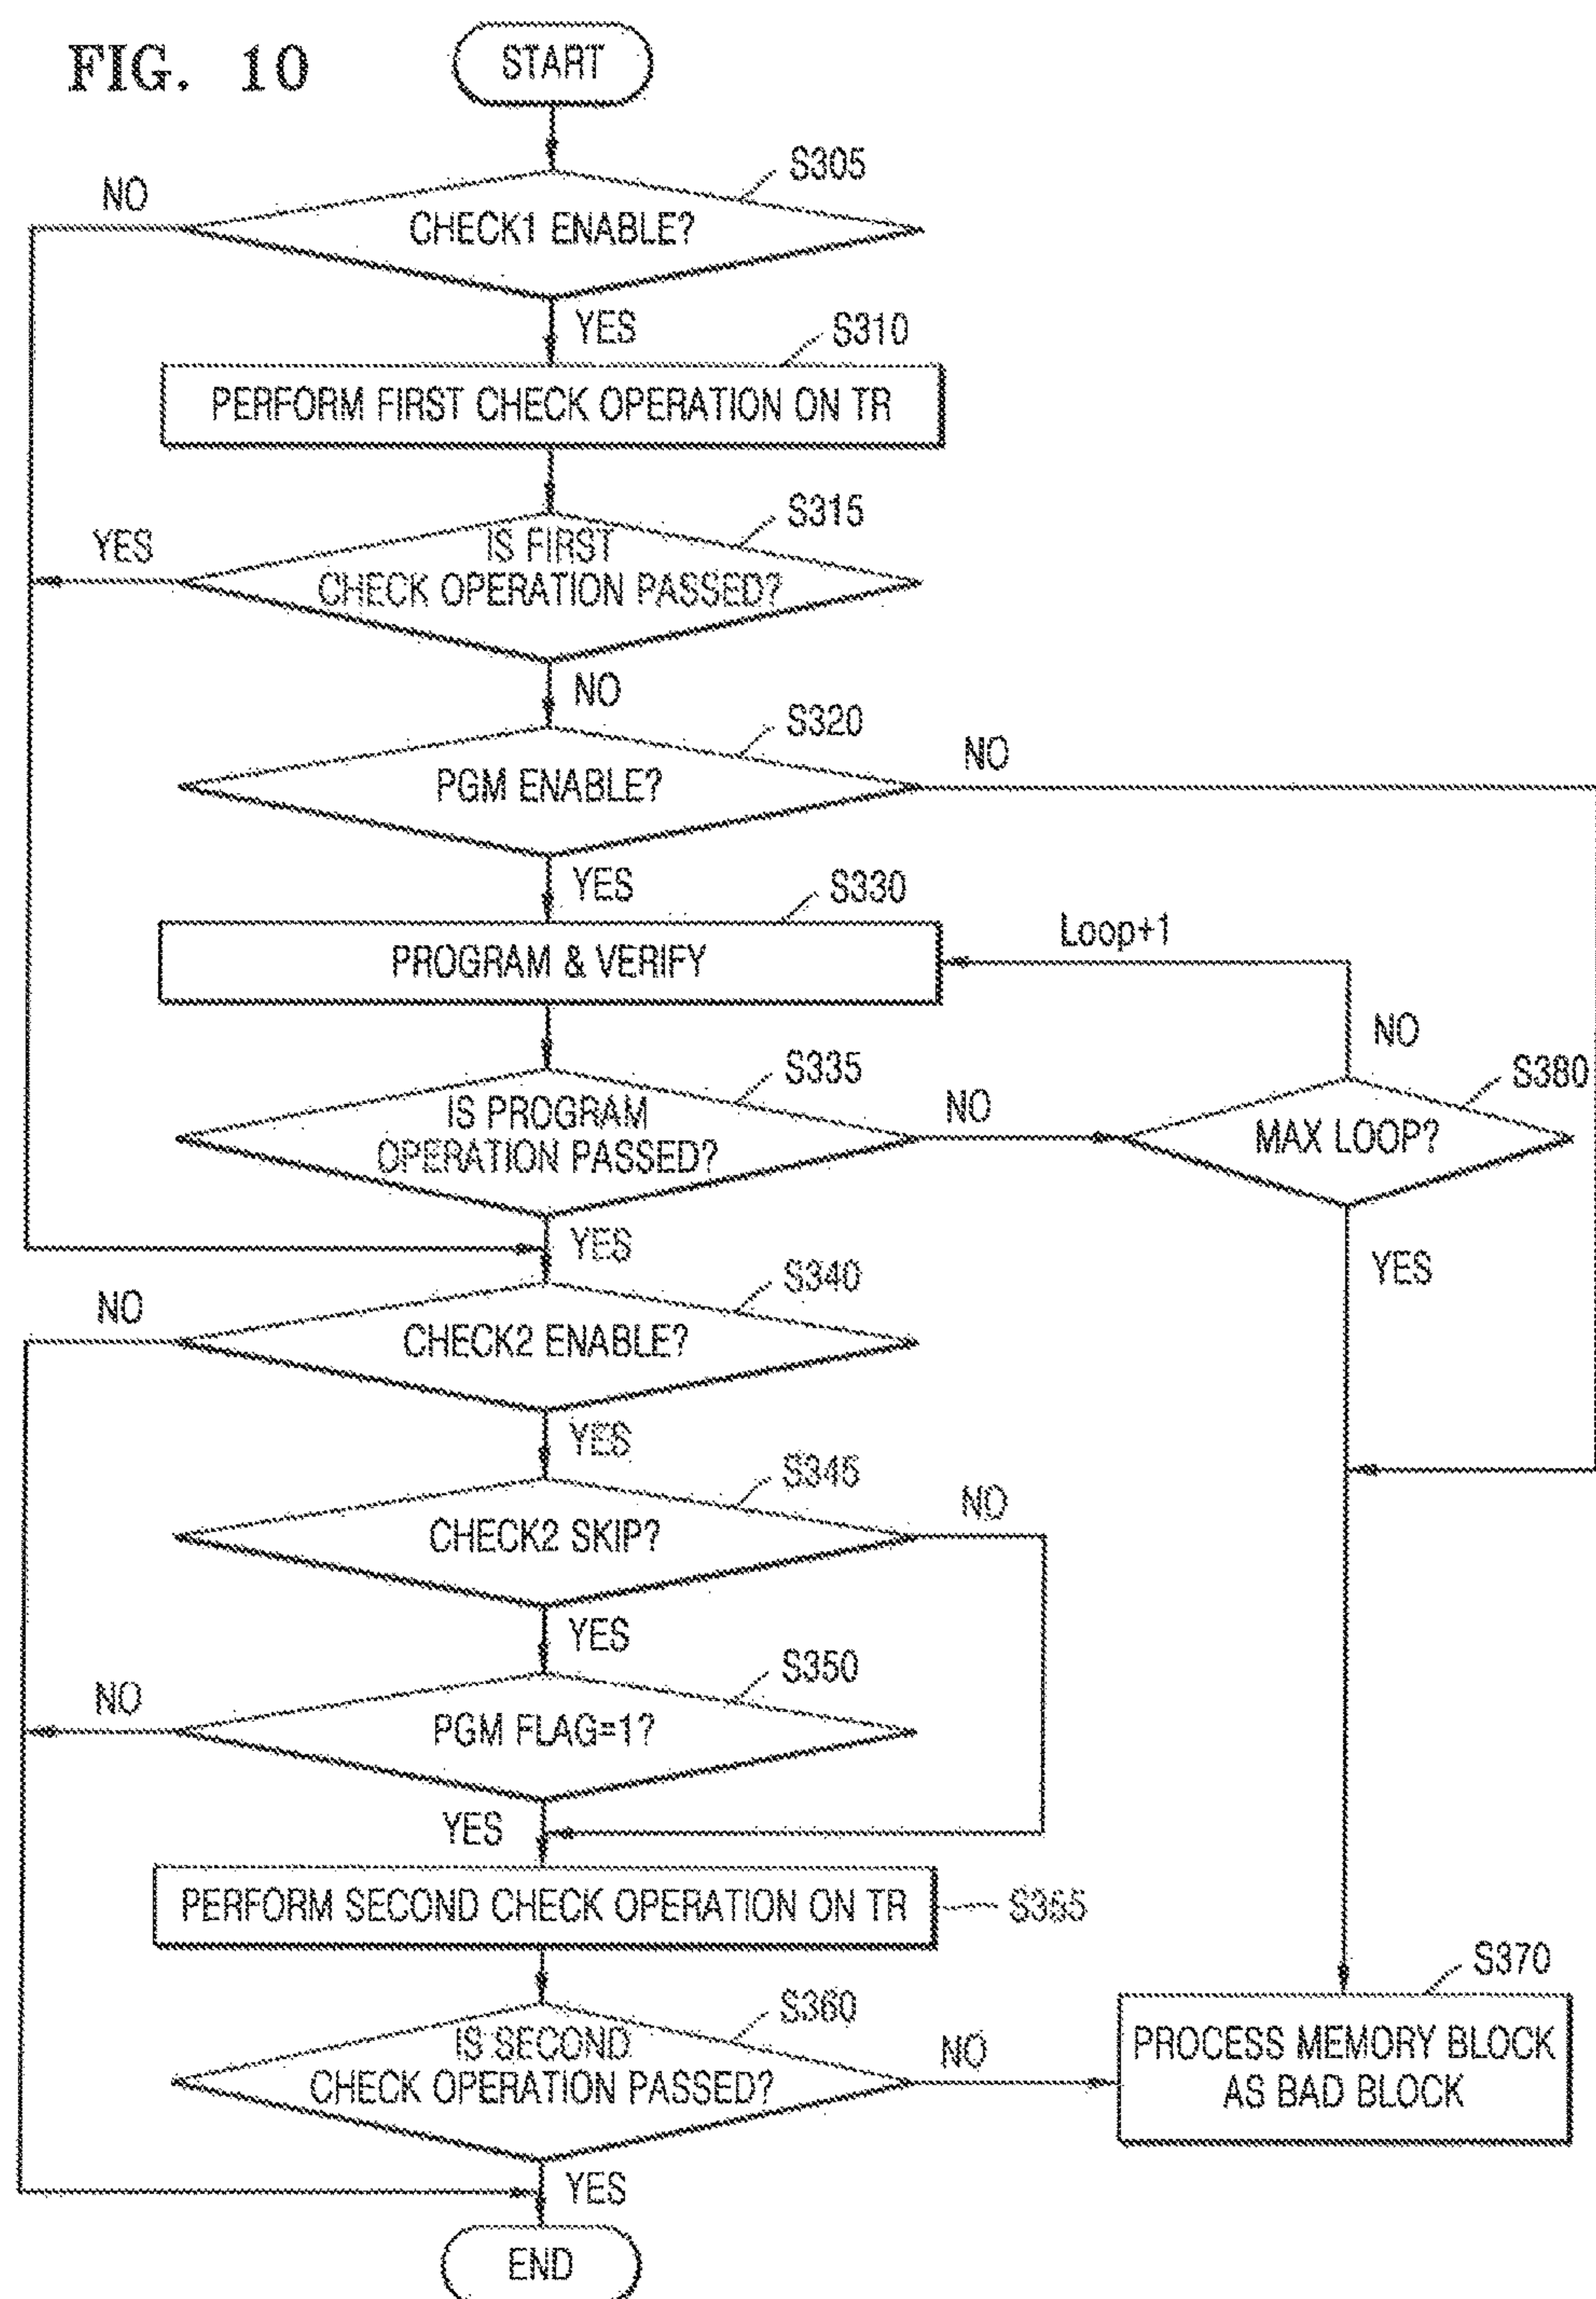 FIG. 10
START
S305
NO
CHECK1 ENABLE?
YES
S310
PERFORM FIRST CHECK OPERATION ON TR
S315
YES
IS FIRST
CHECK OPERATION PASSED?
NO
S320
NO
PGM ENABLE?
YES
S330
PROGRAM & VERIFY
Loop+1
NO
S335
S380
IS PROGRAM
OPERATION PASSED?
NO
MAX LOOP?
YES
YES
S340
NO
CHECK2 ENABLE?
YES
S345
NO
CHECK2 SKIP?
YES
S350
NO
PGM FLAG=1?
YES
PERFORM SECOND CHECK OPERATION ON TR
S355
S360
IS SECOND
CHECK OPERATION PASSED?
NO
S370
PROCESS MEMORY BLOCK
AS BAD BLOCK
YES
END